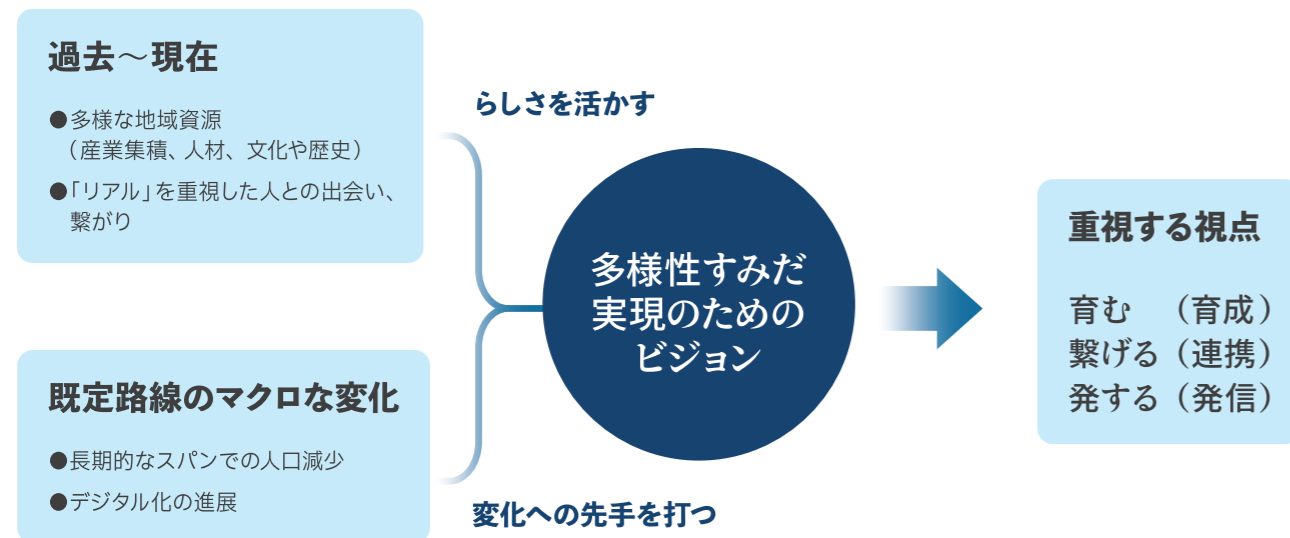 過去～現在
●多様な地域資源
（産業集積、人材、文化や歴史）
●「リアル」を重視した人との出会い、
繋がり
既定路線のマクロな変化
●長期的なスパンでの人口減少
●デジタル化の進展
らしさを活かす
変化への先手を打つ
多様性すみだ
実現のための
ビジョン
重視する視点
育む　（育成）
繋げる（連携）
発する（発信）